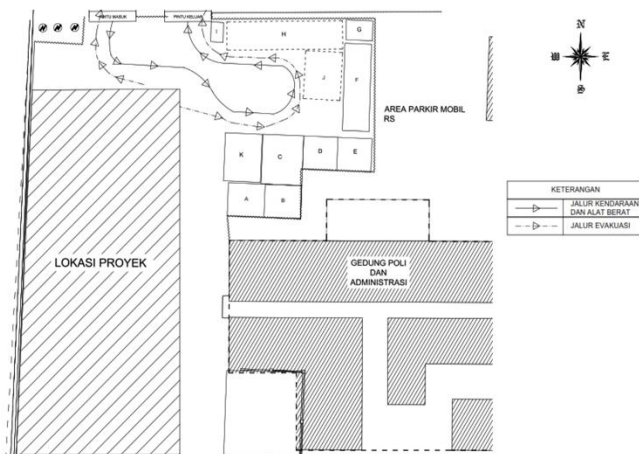 PINTU MASUK
PINTU KELUAR
I
H
G
J
F
AREA PARKIR MOBIL
RS
K
C
D
E
A
B
LOKASI PROYEK
GEDUNG POLI
DAN
ADMINISTRASI
N
W
E
S
KETERANGAN
JALUR KENDARAAN
DAN ALAT BERAT
JALUR EVAKUASI